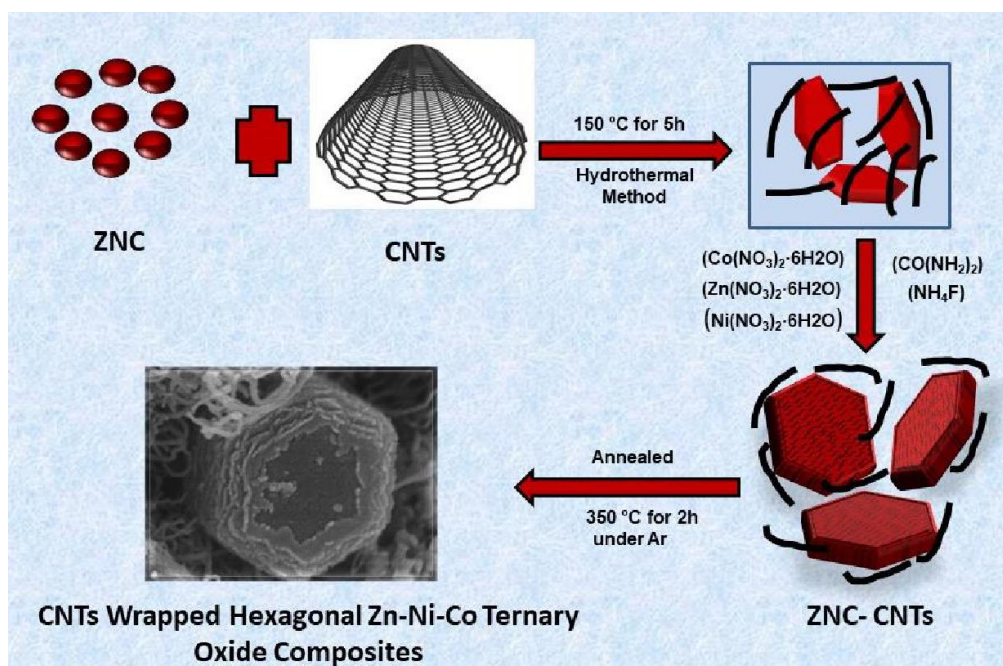 ZNC
CNTs
150 °C for 5h
Hydrothermal
Method
(Co(NO₃)₂·6H2O)
(Zn(NO₃)₂·6H2O)
(Ni(NO₃)₂·6H2O)
(CO(NH₂)₂)
(NH₄F)
ZNC- CNTs
Annealed
350 °C for 2h
under Ar
CNTs Wrapped Hexagonal Zn-Ni-Co Ternary
Oxide Composites